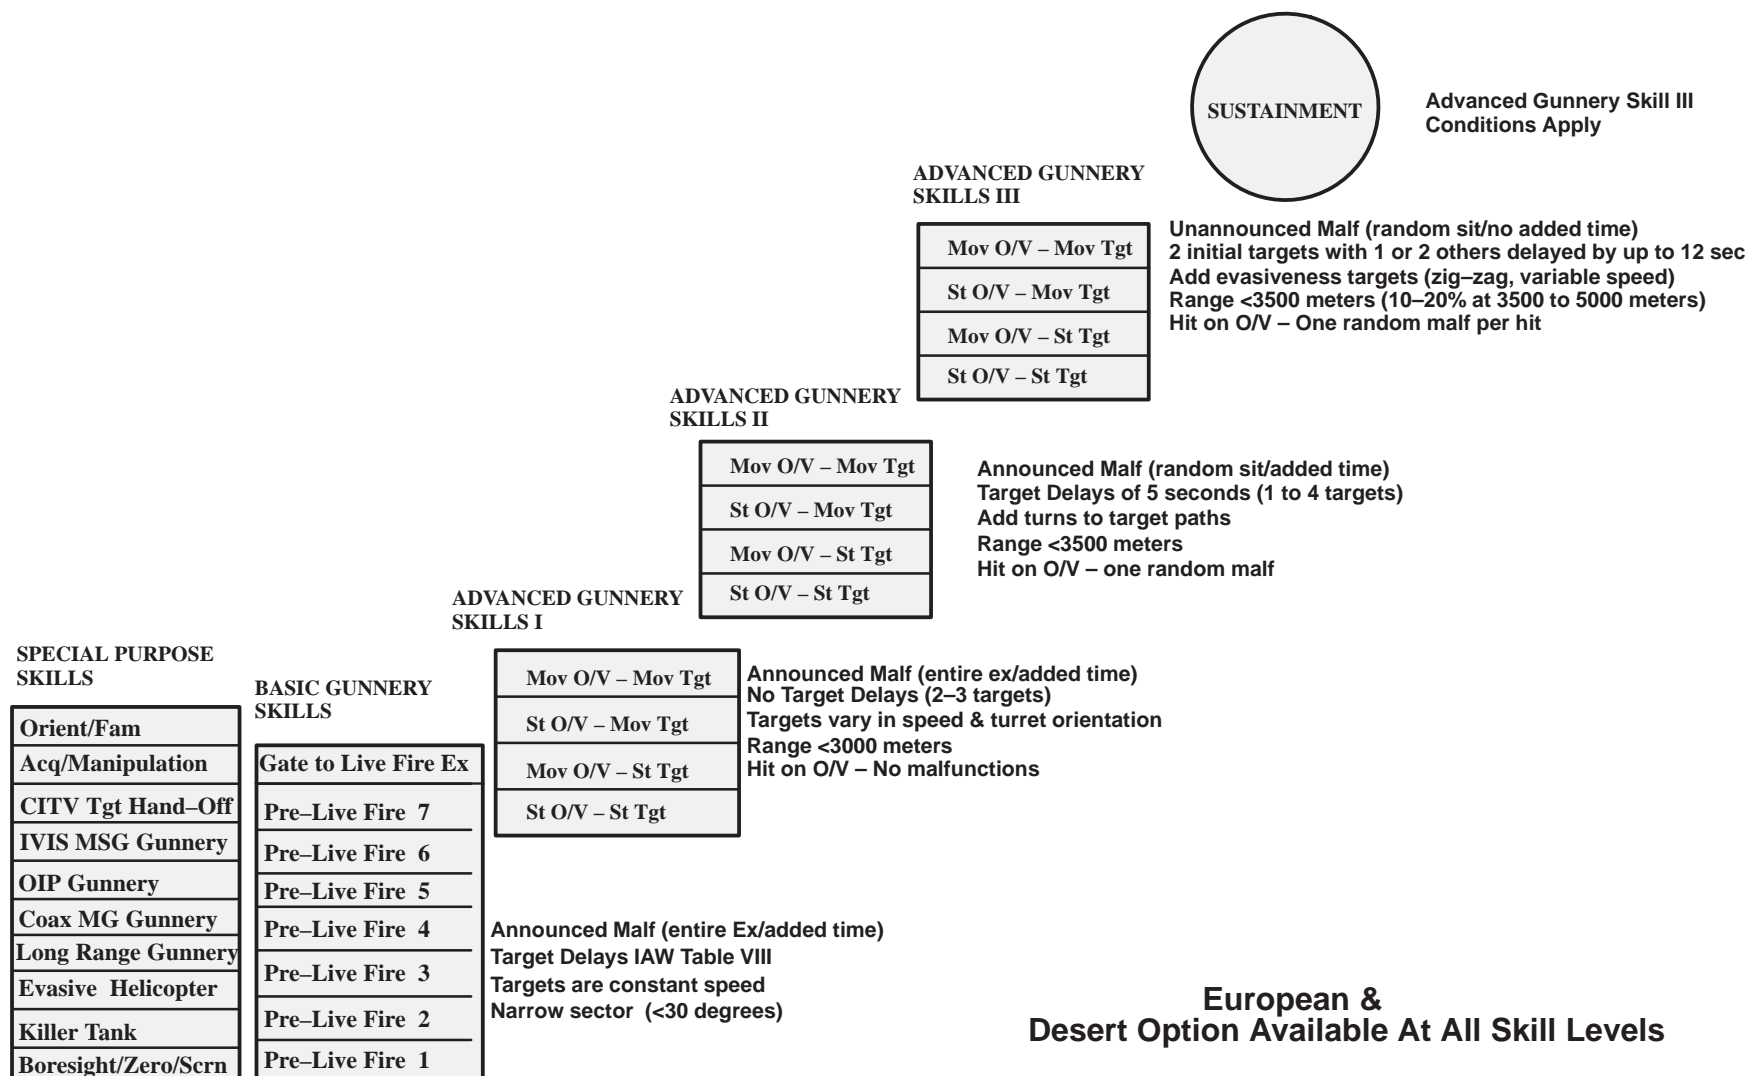 SUSTAINMENT
Advanced Gunnery Skill III
Conditions Apply
ADVANCED GUNNERY
SKILLS III
Mov O/V – Mov Tgt
St O/V – Mov Tgt
Mov O/V – St Tgt
St O/V – St Tgt
Unannounced Malf (random sit/no added time)
2 initial targets with 1 or 2 others delayed by up to 12 sec
Add evasiveness targets (zig–zag, variable speed)
Range <3500 meters (10–20% at 3500 to 5000 meters)
Hit on O/V – One random malf per hit
ADVANCED GUNNERY
SKILLS II
Mov O/V – Mov Tgt
St O/V – Mov Tgt
Mov O/V – St Tgt
St O/V – St Tgt
Announced Malf (random sit/added time)
Target Delays of 5 seconds (1 to 4 targets)
Add turns to target paths
Range <3500 meters
Hit on O/V – one random malf
ADVANCED GUNNERY
SKILLS I
Mov O/V – Mov Tgt
St O/V – Mov Tgt
Mov O/V – St Tgt
St O/V – St Tgt
Announced Malf (entire ex/added time)
No Target Delays (2–3 targets)
Targets vary in speed & turret orientation
Range <3000 meters
Hit on O/V – No malfunctions
SPECIAL PURPOSE
SKILLS
Orient/Fam
Acq/Manipulation
CITV Tgt Hand–Off
IVIS MSG Gunnery
OIP Gunnery
Coax MG Gunnery
Long Range Gunnery
Evasive Helicopter
Killer Tank
Boresight/Zero/Scrn
BASIC GUNNERY
SKILLS
Gate to Live Fire Ex
Pre–Live Fire 7
Pre–Live Fire 6
Pre–Live Fire 5
Pre–Live Fire 4
Pre–Live Fire 3
Pre–Live Fire 2
Pre–Live Fire 1
Announced Malf (entire Ex/added time)
Target Delays IAW Table VIII
Targets are constant speed
Narrow sector (<30 degrees)
European &
Desert Option Available At All Skill Levels